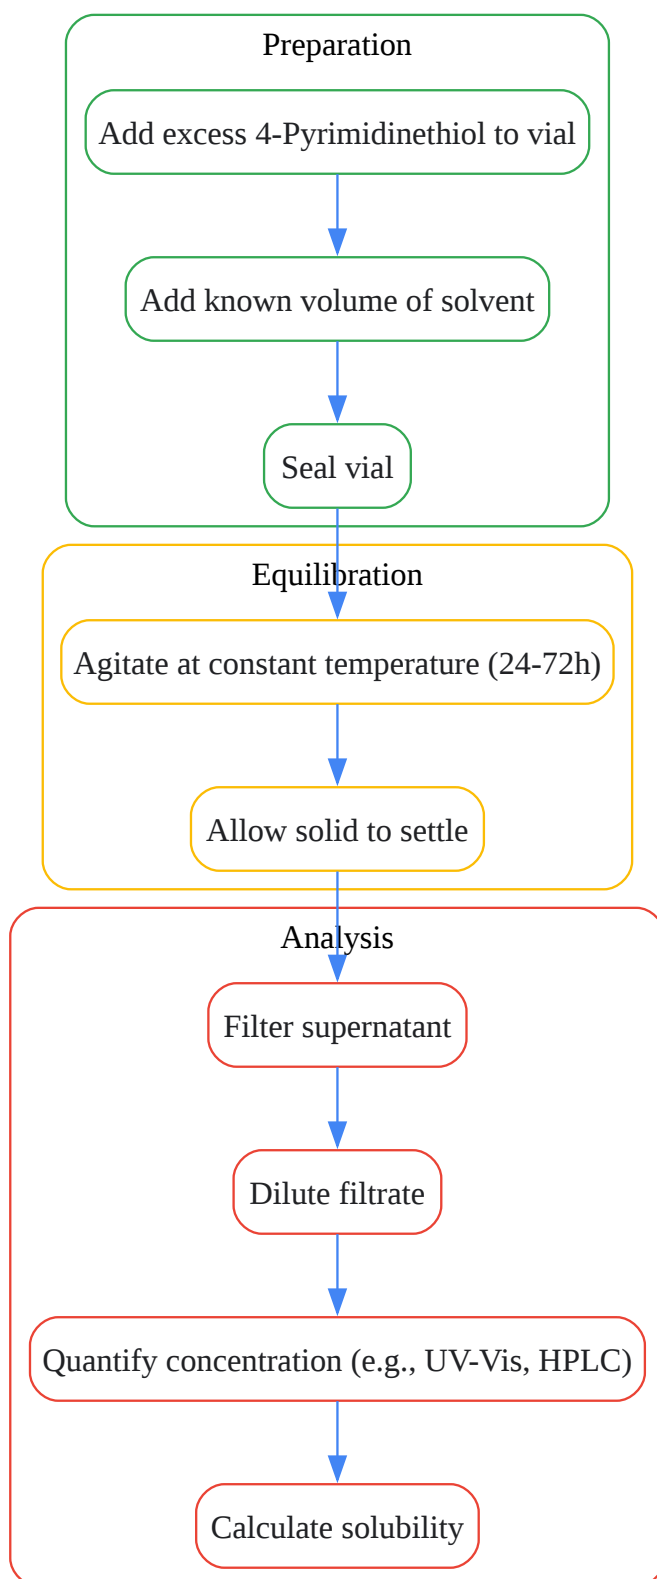 Preparation
Add excess 4-Pyrimidinethiol to vial
Add known volume of solvent
Seal vial
Equilibration
Agitate at constant temperature (24-72h)
Allow solid to settle
Analysis
Filter supernatant
Dilute filtrate
Quantify concentration (e.g., UV-Vis, HPLC)
Calculate solubility